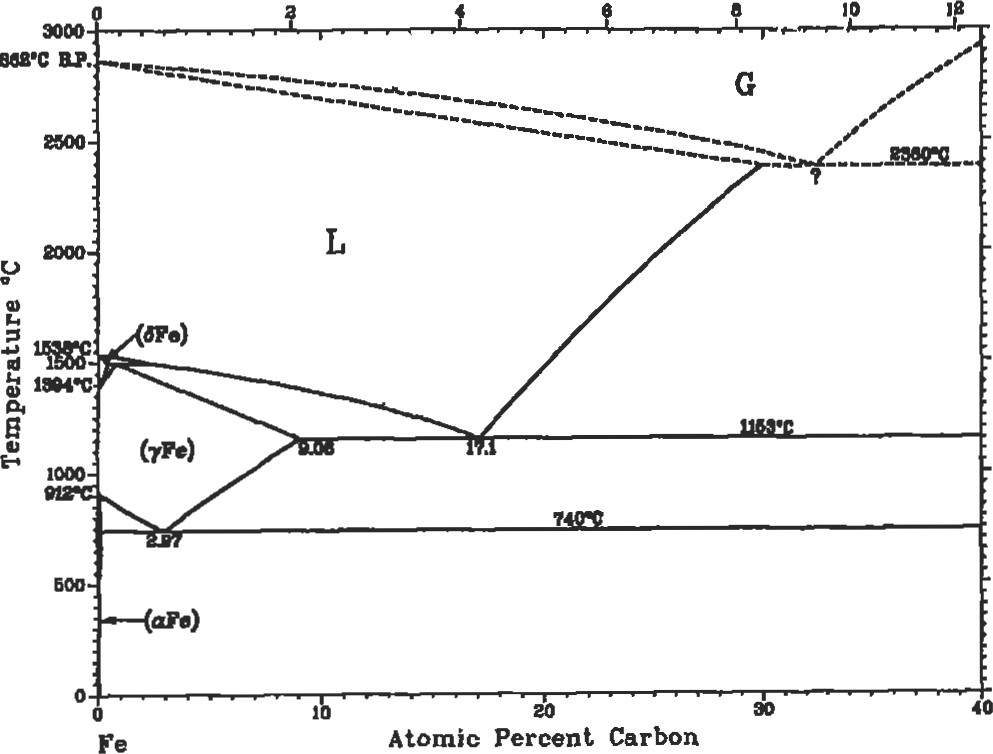 0 2 4 6 8 10 12
3000
862°C B.P.
G
2500
2360°C
?
L
2000
Temperature °C
(δFe)
1538°C
1500
1394°C
1153°C
9.06
17.1
(γFe)
1000
912°C
740°C
2.97
500
(αFe)
0
0 10 20 30 40
Fe
Atomic Percent Carbon